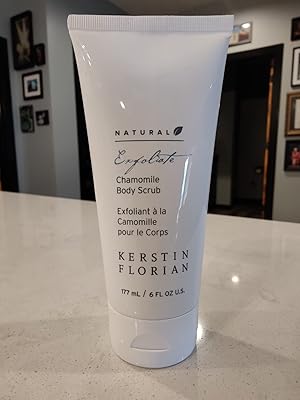 NATURAL
Exfoliate
Chamomile
Body Scrub
Exfoliant à la
Camomille
pour le Corps
KERSTIN
FLORIAN
177 mL / 6 FL OZ U.S.